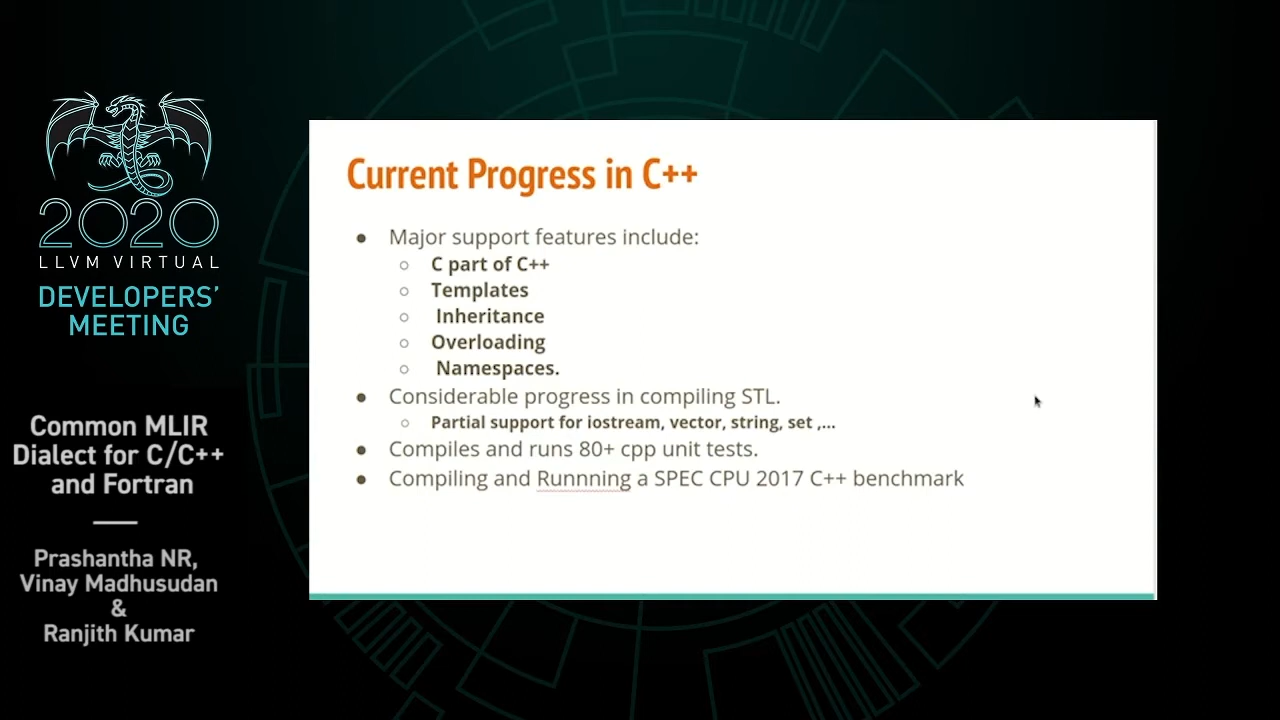 2020
LLVM VIRTUAL
DEVELOPERS'
MEETING
Common MLIR
Dialect for C/C++
and Fortran
Prashantha NR,
Vinay Madhusudan
&
Ranjith Kumar
Current Progress in C++
● Major support features include:
○ C part of C++
○ Templates
○ Inheritance
○ Overloading
○ Namespaces.
● Considerable progress in compiling STL.
○ Partial support for iostream, vector, string, set ,...
● Compiles and runs 80+ cpp unit tests.
● Compiling and Runnning a SPEC CPU 2017 C++ benchmark